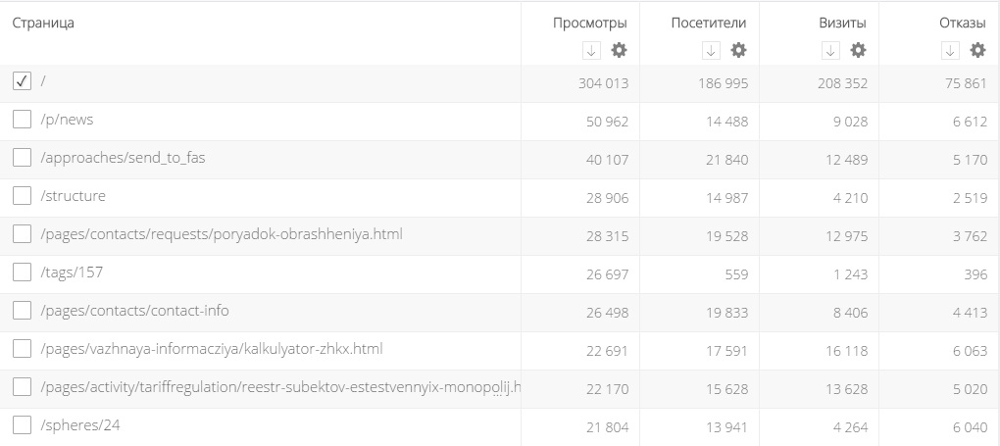 Страница Просмотры Посетители Визиты Отказы
/ 304 013 186 995 208 352 75 861
/p/news 50 962 14 488 9 028 6 612
/approaches/send_to_fas 40 107 21 840 12 489 5 170
/structure 28 906 14 987 4 210 2 519
/pages/contacts/requests/poryadok-obrashheniya.html 28 315 19 528 12 975 3 762
/tags/157 26 697 559 1 243 396
/pages/contacts/contact-info 26 498 19 833 8 406 4 413
/pages/vazhnaya-informacziya/kalkulyator-zhkx.html 22 691 17 591 16 118 6 063
/pages/activity/tariffregulation/reestr-subektov-estestvennyix-monopolij.h 22 170 15 628 13 628 5 020
/spheres/24 21 804 13 941 4 264 6 040